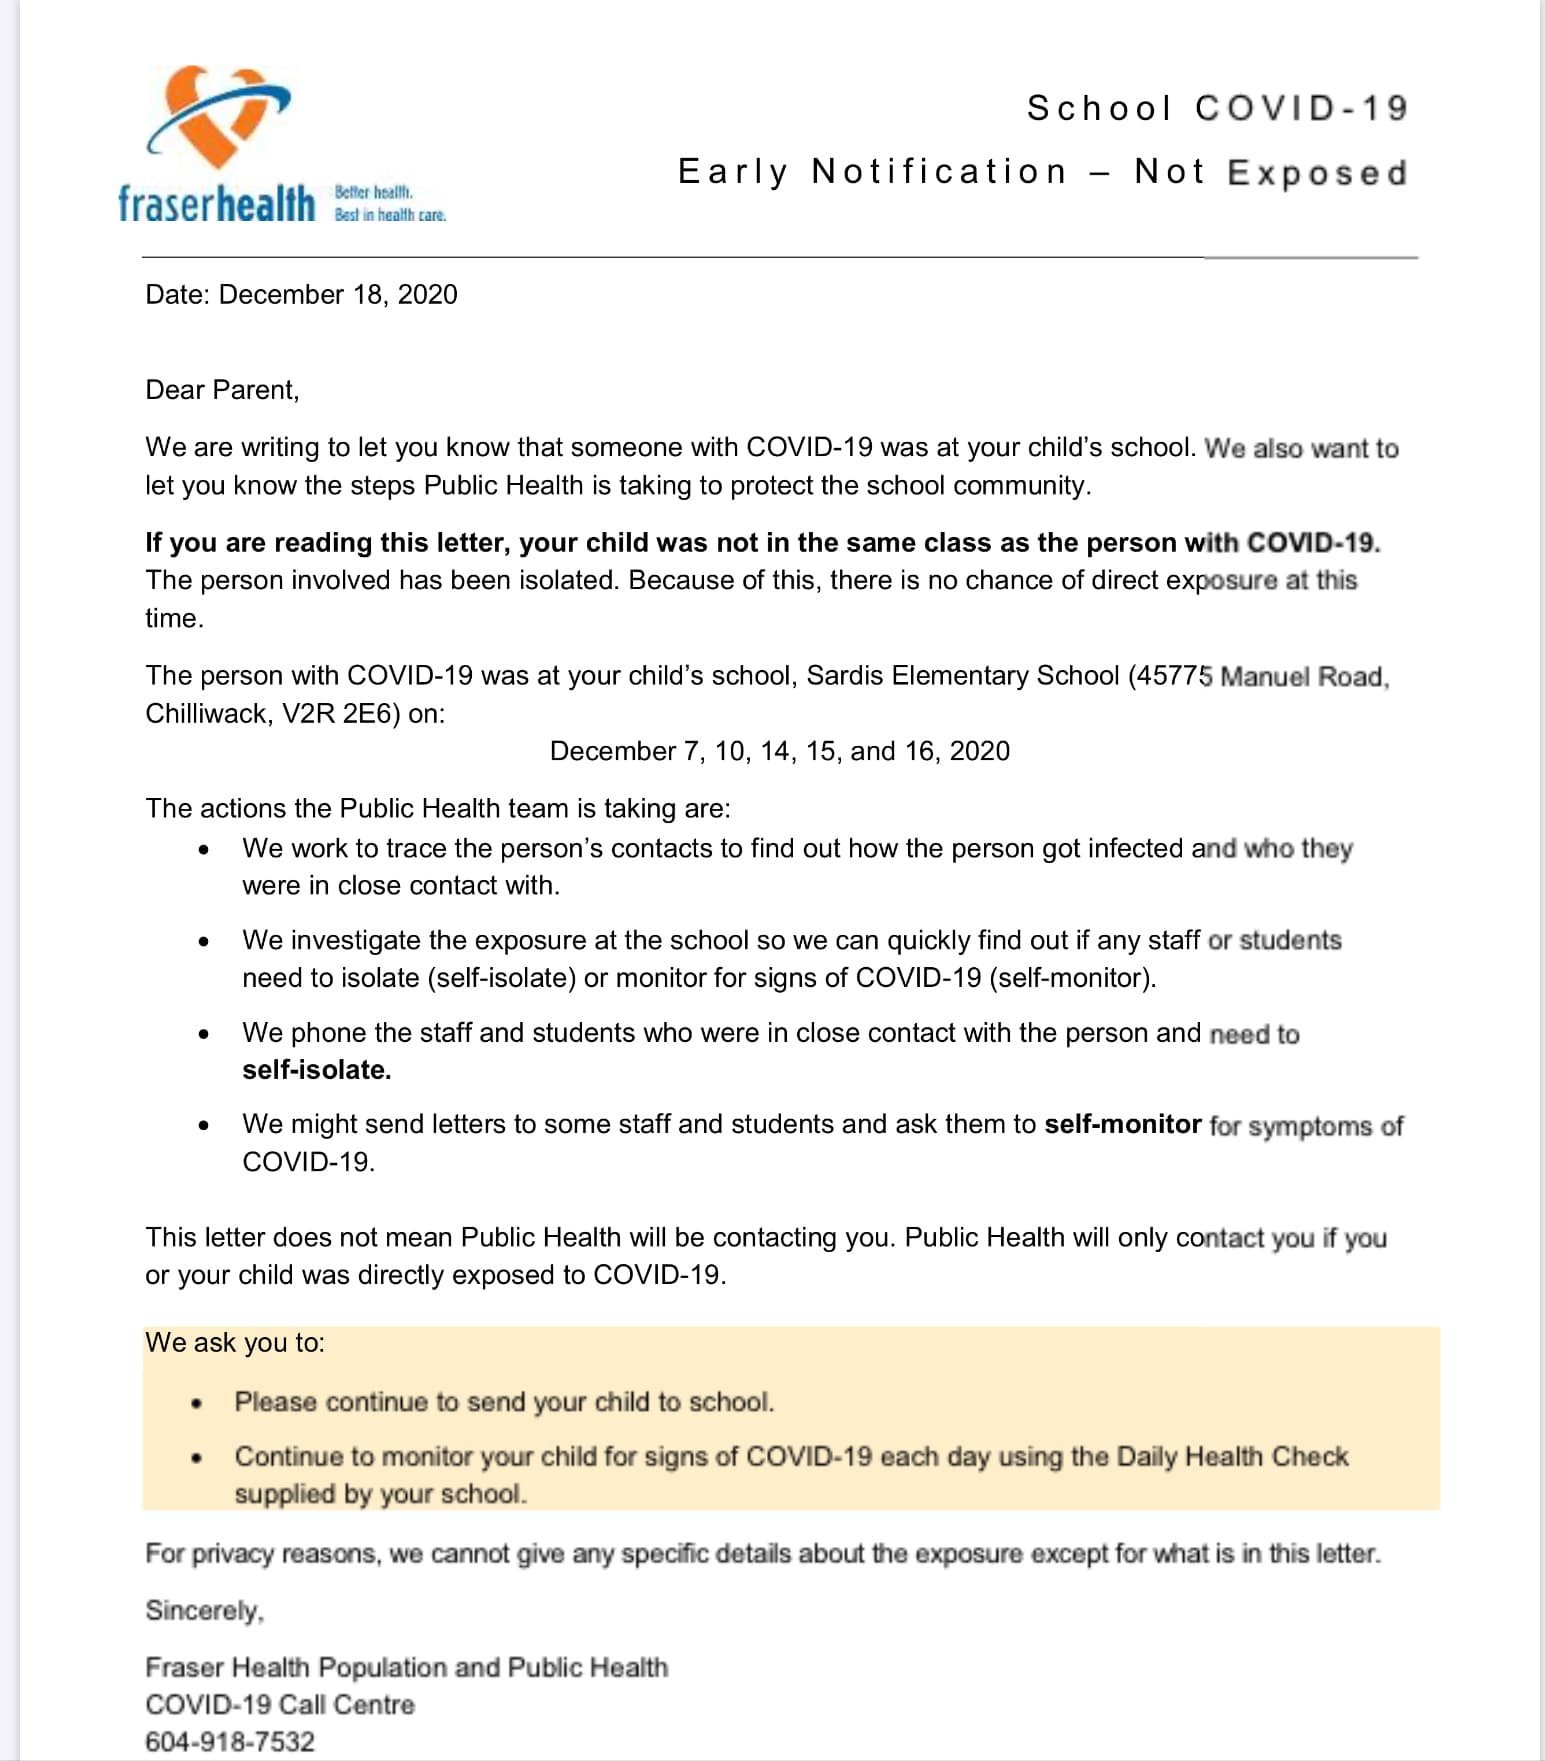 fraserhealth
Better health.
Best in health care.
School COVID-19
Early Notification – Not Exposed
Date: December 18, 2020
Dear Parent,
We are writing to let you know that someone with COVID-19 was at your child’s school. We also want to
let you know the steps Public Health is taking to protect the school community.
If you are reading this letter, your child was not in the same class as the person with COVID-19.
The person involved has been isolated. Because of this, there is no chance of direct exposure at this
time.
The person with COVID-19 was at your child’s school, Sardis Elementary School (45775 Manuel Road,
Chilliwack, V2R 2E6) on:
December 7, 10, 14, 15, and 16, 2020
The actions the Public Health team is taking are:
• We work to trace the person’s contacts to find out how the person got infected and who they
were in close contact with.
• We investigate the exposure at the school so we can quickly find out if any staff or students
need to isolate (self-isolate) or monitor for signs of COVID-19 (self-monitor).
• We phone the staff and students who were in close contact with the person and need to
self-isolate.
• We might send letters to some staff and students and ask them to self-monitor for symptoms of
COVID-19.
This letter does not mean Public Health will be contacting you. Public Health will only contact you if you
or your child was directly exposed to COVID-19.
We ask you to:
• Please continue to send your child to school.
• Continue to monitor your child for signs of COVID-19 each day using the Daily Health Check
supplied by your school.
For privacy reasons, we cannot give any specific details about the exposure except for what is in this letter.
Sincerely,
Fraser Health Population and Public Health
COVID-19 Call Centre
604-918-7532